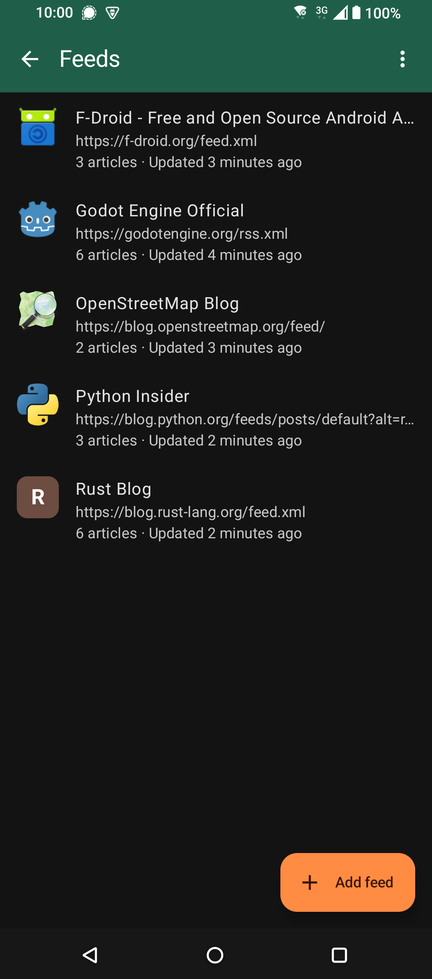 10:00 3G 100%
Feeds
F-Droid - Free and Open Source Android A...
https://f-droid.org/feed.xml
3 articles · Updated 3 minutes ago
Godot Engine Official
https://godotengine.org/rss.xml
6 articles · Updated 4 minutes ago
OpenStreetMap Blog
https://blog.openstreetmap.org/feed/
2 articles · Updated 3 minutes ago
Python Insider
https://blog.python.org/feeds/posts/default?alt=r...
3 articles · Updated 2 minutes ago
R
Rust Blog
https://blog.rust-lang.org/feed.xml
6 articles · Updated 2 minutes ago
Add feed